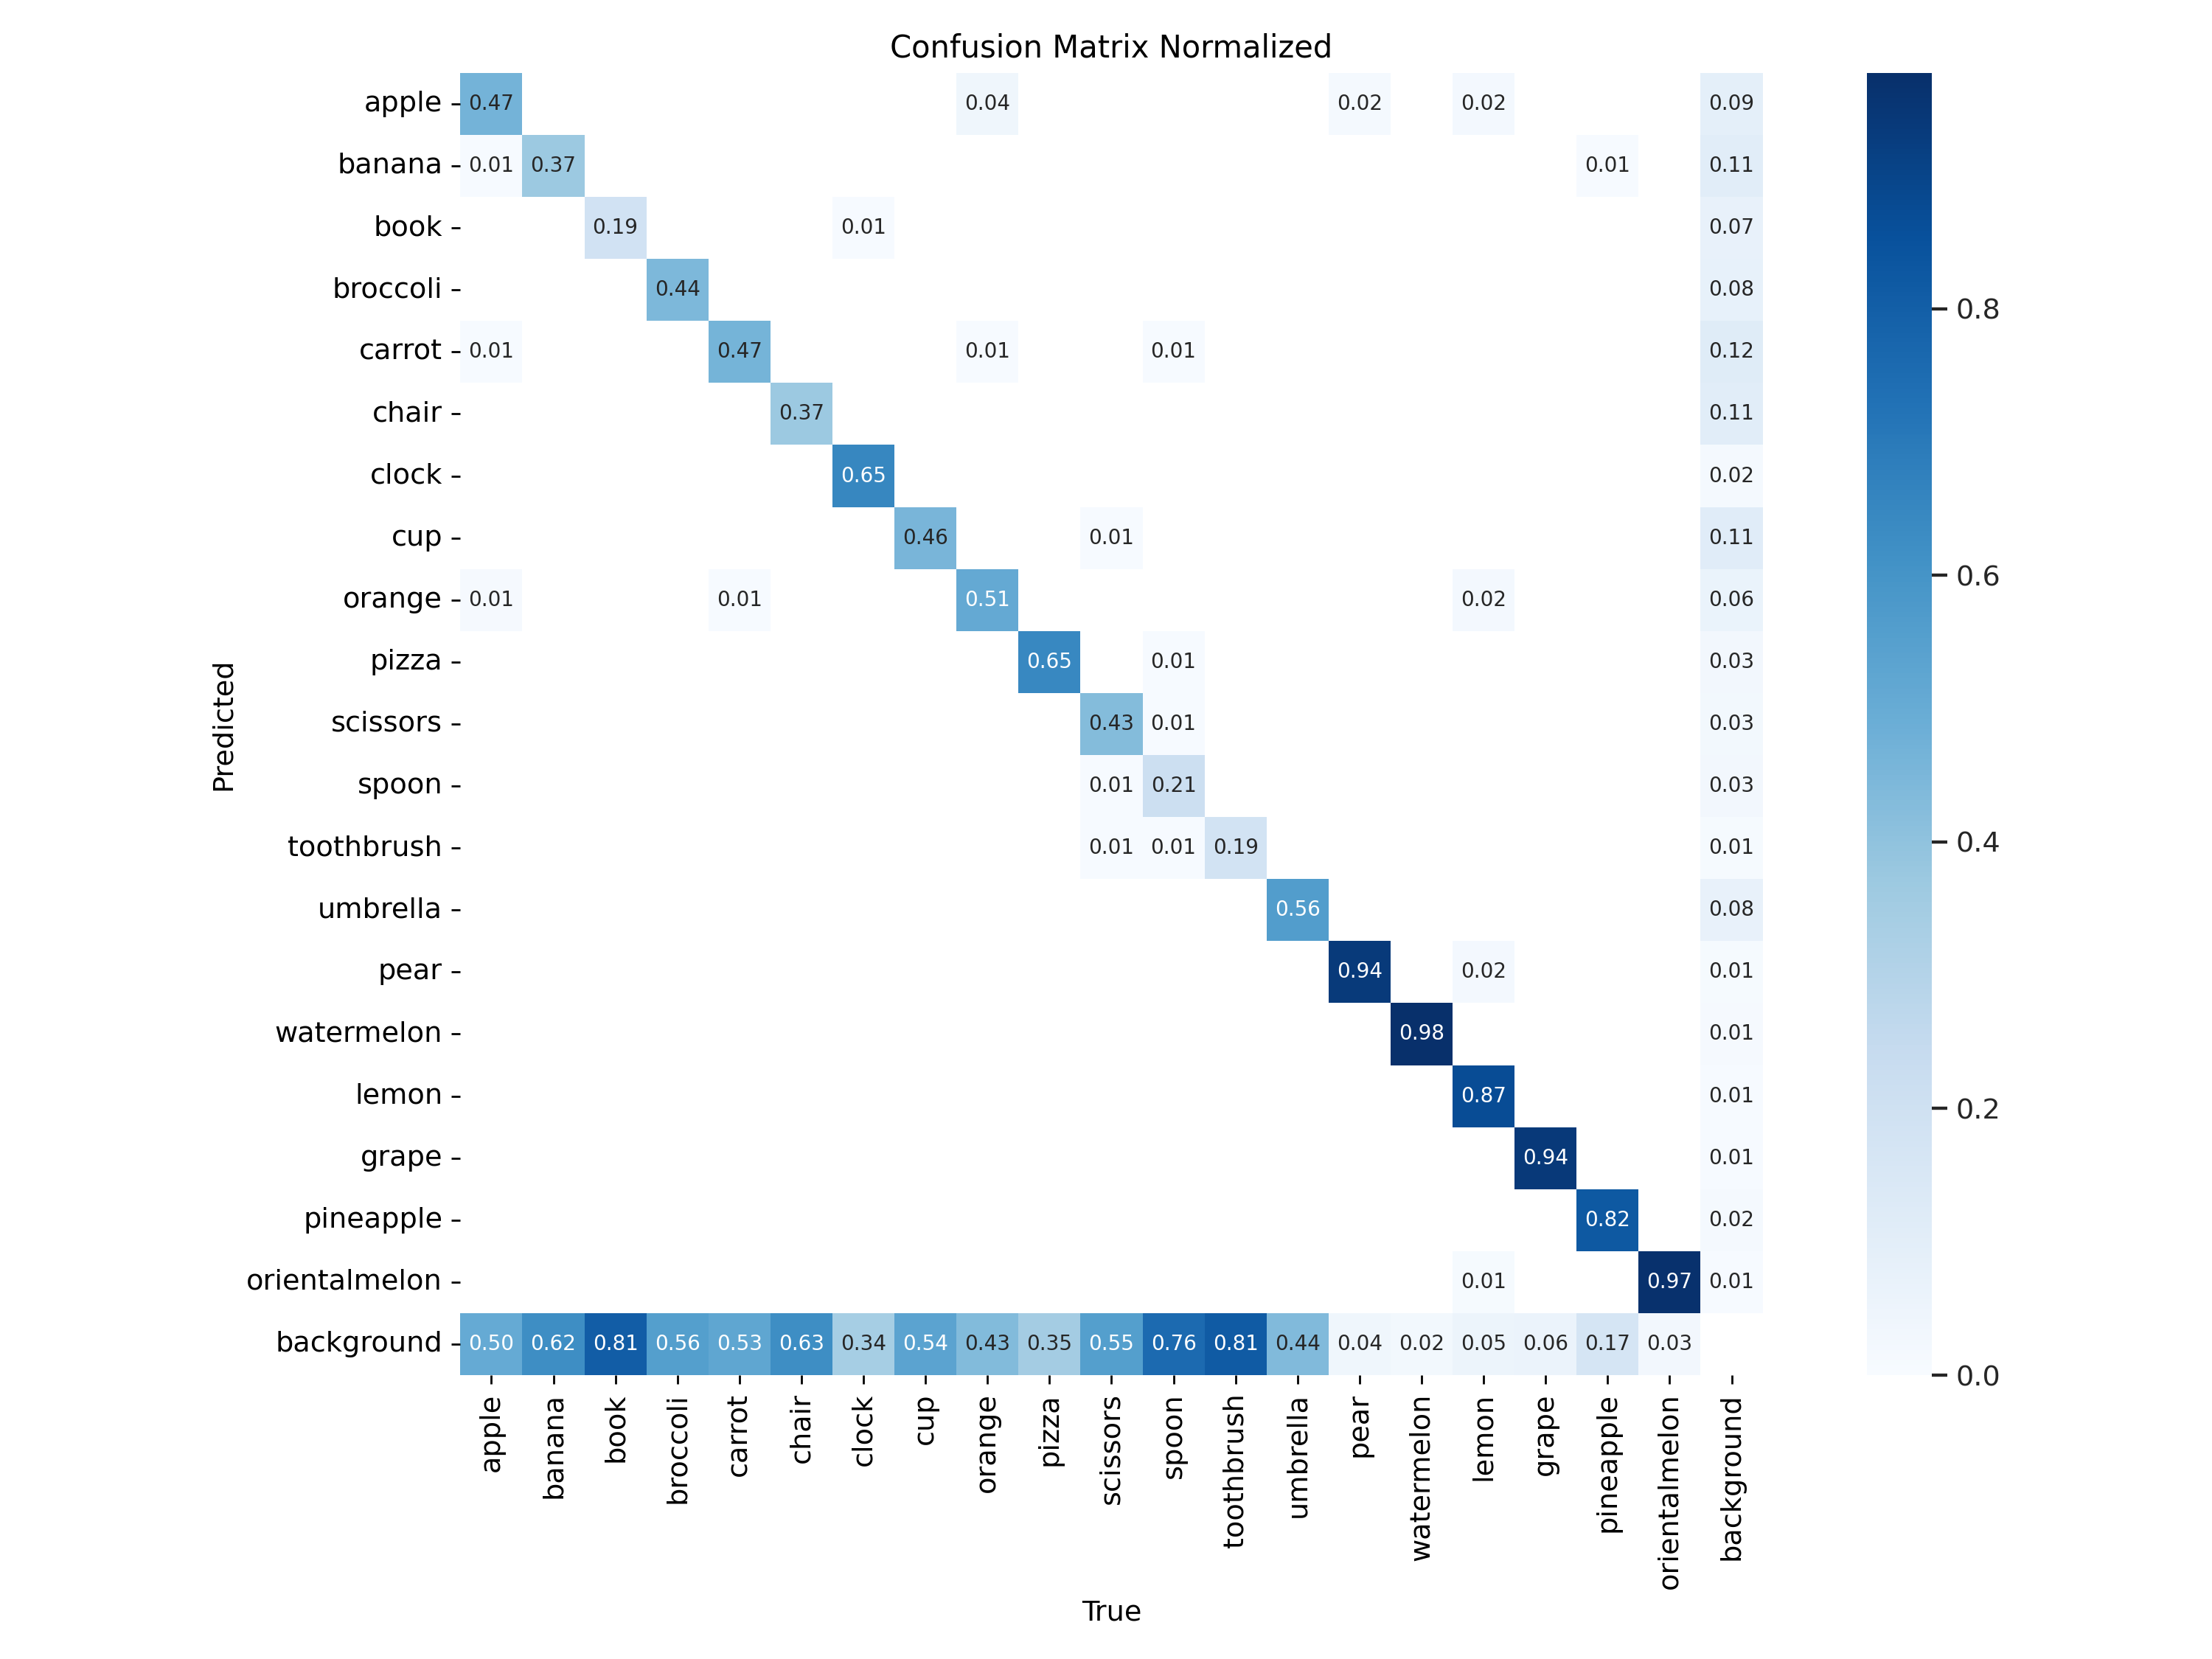 Confusion Matrix Normalized
apple 0.47 0.04 0.02 0.02 0.09
banana 0.01 0.37 0.01 0.11
book 0.19 0.01 0.07
broccoli 0.44 0.08
carrot 0.01 0.47 0.01 0.01 0.12
chair 0.37 0.11
clock 0.65 0.02
cup 0.46 0.01 0.11
orange 0.01 0.01 0.51 0.02 0.06
pizza 0.65 0.01 0.03
scissors 0.43 0.01 0.03
spoon 0.01 0.21 0.03
toothbrush 0.01 0.01 0.19 0.01
umbrella 0.56 0.08
pear 0.94 0.02 0.01
watermelon 0.98 0.01
lemon 0.87 0.01
grape 0.94 0.01
pineapple 0.82 0.02
orientalmelon 0.01 0.97 0.01
background 0.50 0.62 0.81 0.56 0.53 0.63 0.34 0.54 0.43 0.35 0.55 0.76 0.81 0.44 0.04 0.02 0.05 0.06 0.17 0.03
Predicted
apple
banana
book
broccoli
carrot
chair
clock
cup
orange
pizza
scissors
spoon
toothbrush
umbrella
pear
watermelon
lemon
grape
pineapple
orientalmelon
background
True
0.8
0.6
0.4
0.2
0.0